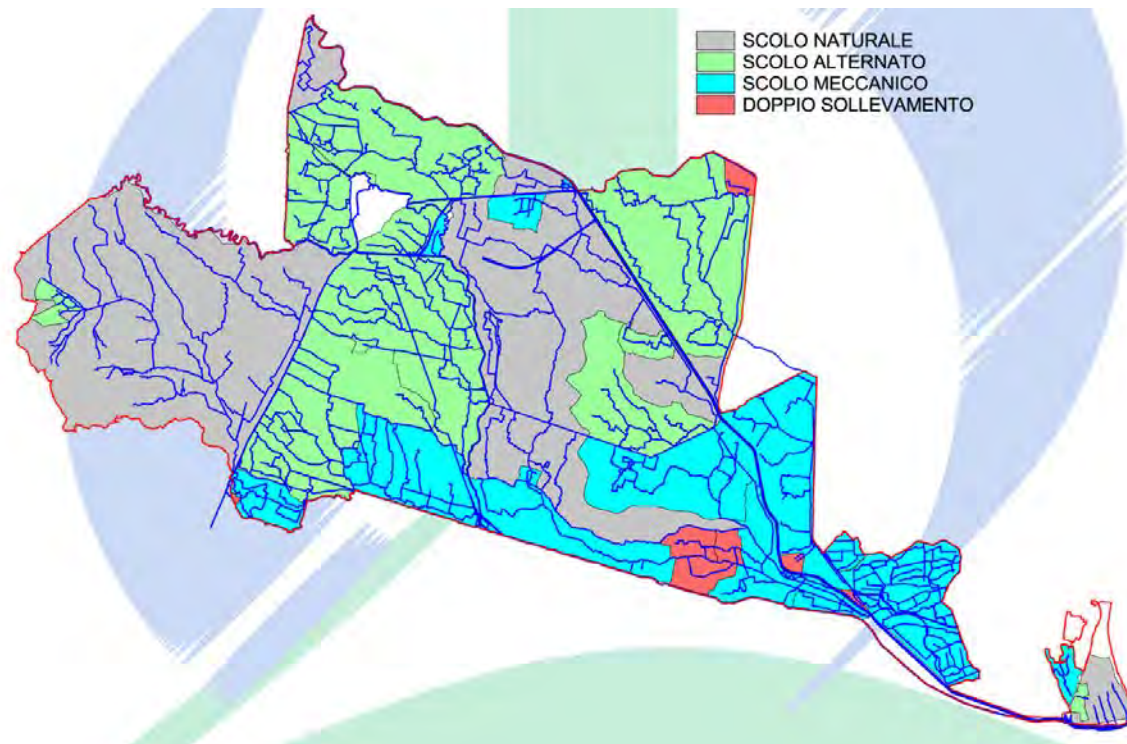 SCOLO NATURALE
SCOLO ALTERNATO
SCOLO MECCANICO
DOPPIO SOLLEVAMENTO